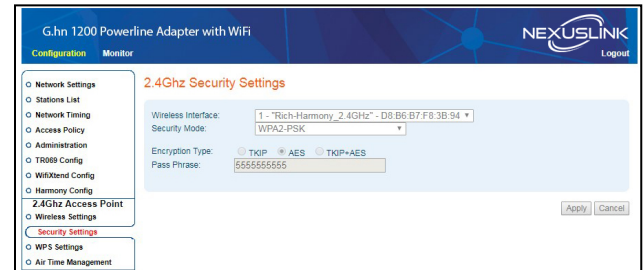 G.hn 1200 Powerline Adapter with WiFi
NEXUSLINK
Configuration Monitor
Logout
Network Settings
Stations List
Network Timing
Access Policy
Administration
TR069 Config
WifiXtend Config
Harmony Config
2.4Ghz Access Point
Wireless Settings
Security Settings
WPS Settings
Air Time Management
2.4Ghz Security Settings
Wireless Interface: 1 - "Rich-Harmony_2.4GHz" - D8:B6:B7:F8:3B:94
Security Mode: WPA2-PSK
Encryption Type: TKIP AES TKIP+AES
Pass Phrase: 5555555555
Apply Cancel